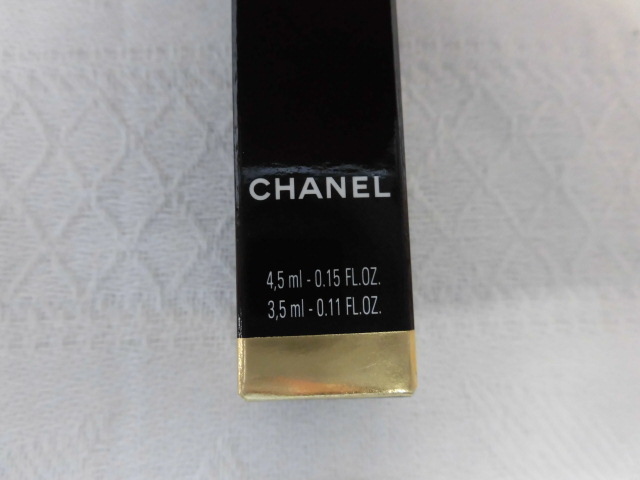 CHANEL
4,5 ml - 0.15 FL.OZ.
3,5 ml - 0.11 FL.OZ.